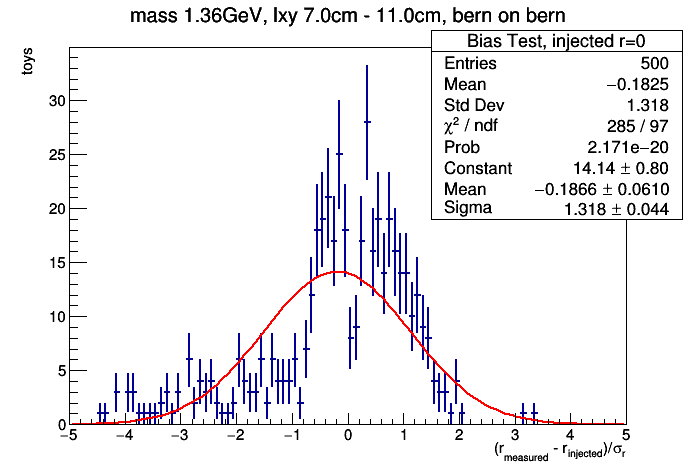 mass 1.36GeV, lxy 7.0cm - 11.0cm, bern on bern
toys
Bias Test, injected r=0
Entries 500
Mean −0.1825
Std Dev 1.318
χ² / ndf 285 / 97
Prob 2.171e−20
Constant 14.14 ± 0.80
Mean −0.1866 ± 0.0610
Sigma 1.318 ± 0.044
30
25
20
15
10
5
0
−5 −4 −3 −2 −1 0 1 2 3 4 5
(r_measured - r_injected)/σ_r